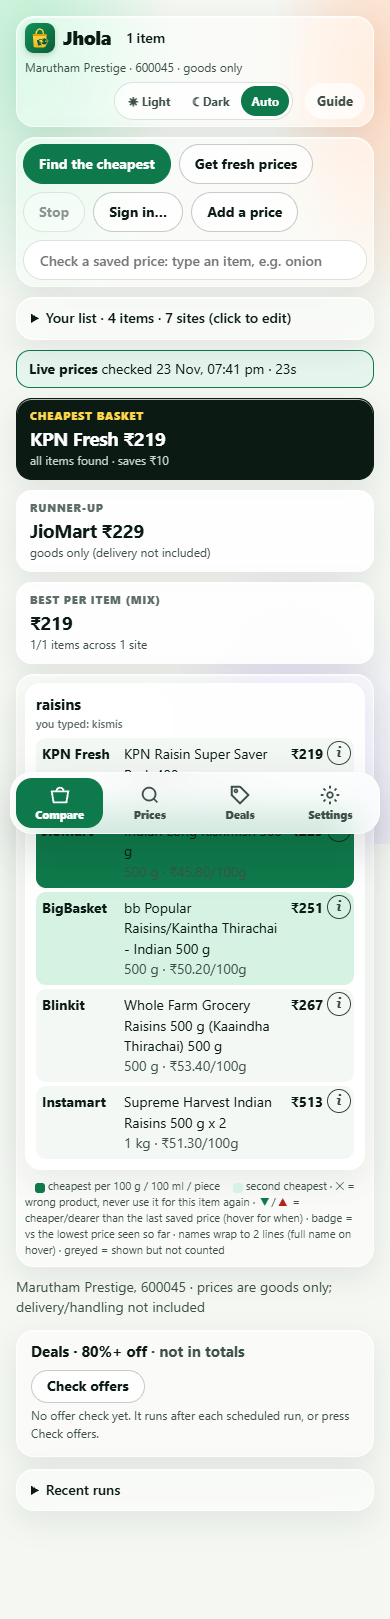 Jhola 1 item
Marutham Prestige · 600045 · goods only
☀ Light ☾ Dark Auto Guide
Find the cheapest Get fresh prices
Stop Sign in... Add a price
Check a saved price: type an item, e.g. onion
▶ Your list · 4 items · 7 sites (click to edit)
Live prices checked 23 Nov, 07:41 pm · 23s
CHEAPEST BASKET
KPN Fresh ₹219
all items found · saves ₹10
RUNNER-UP
JioMart ₹229
goods only (delivery not included)
BEST PER ITEM (MIX)
₹219
1/1 items across 1 site
raisins
you typed: kismis
KPN Fresh KPN Raisin Super Saver ₹219 i
Compare Prices Deals Settings
g
500 g · ₹45.80/100g
BigBasket bb Popular ₹251 i
Raisins/Kaintha Thirachai
- Indian 500 g
500 g · ₹50.20/100g
Blinkit Whole Farm Grocery ₹267 i
Raisins 500 g (Kaaindha
Thirachai) 500 g
500 g · ₹53.40/100g
Instamart Supreme Harvest Indian ₹513 i
Raisins 500 g x 2
1 kg · ₹51.30/100g
cheapest per 100 g / 100 ml / piece second cheapest · ✕ =
wrong product, never use it for this item again · ▼/▲ =
cheaper/dearer than the last saved price (hover for when) · badge =
vs the lowest price seen so far · names wrap to 2 lines (full name on
hover) · greyed = shown but not counted
Marutham Prestige, 600045 · prices are goods only;
delivery/handling not included
Deals · 80%+ off · not in totals
Check offers
No offer check yet. It runs after each scheduled run, or press
Check offers.
▶ Recent runs